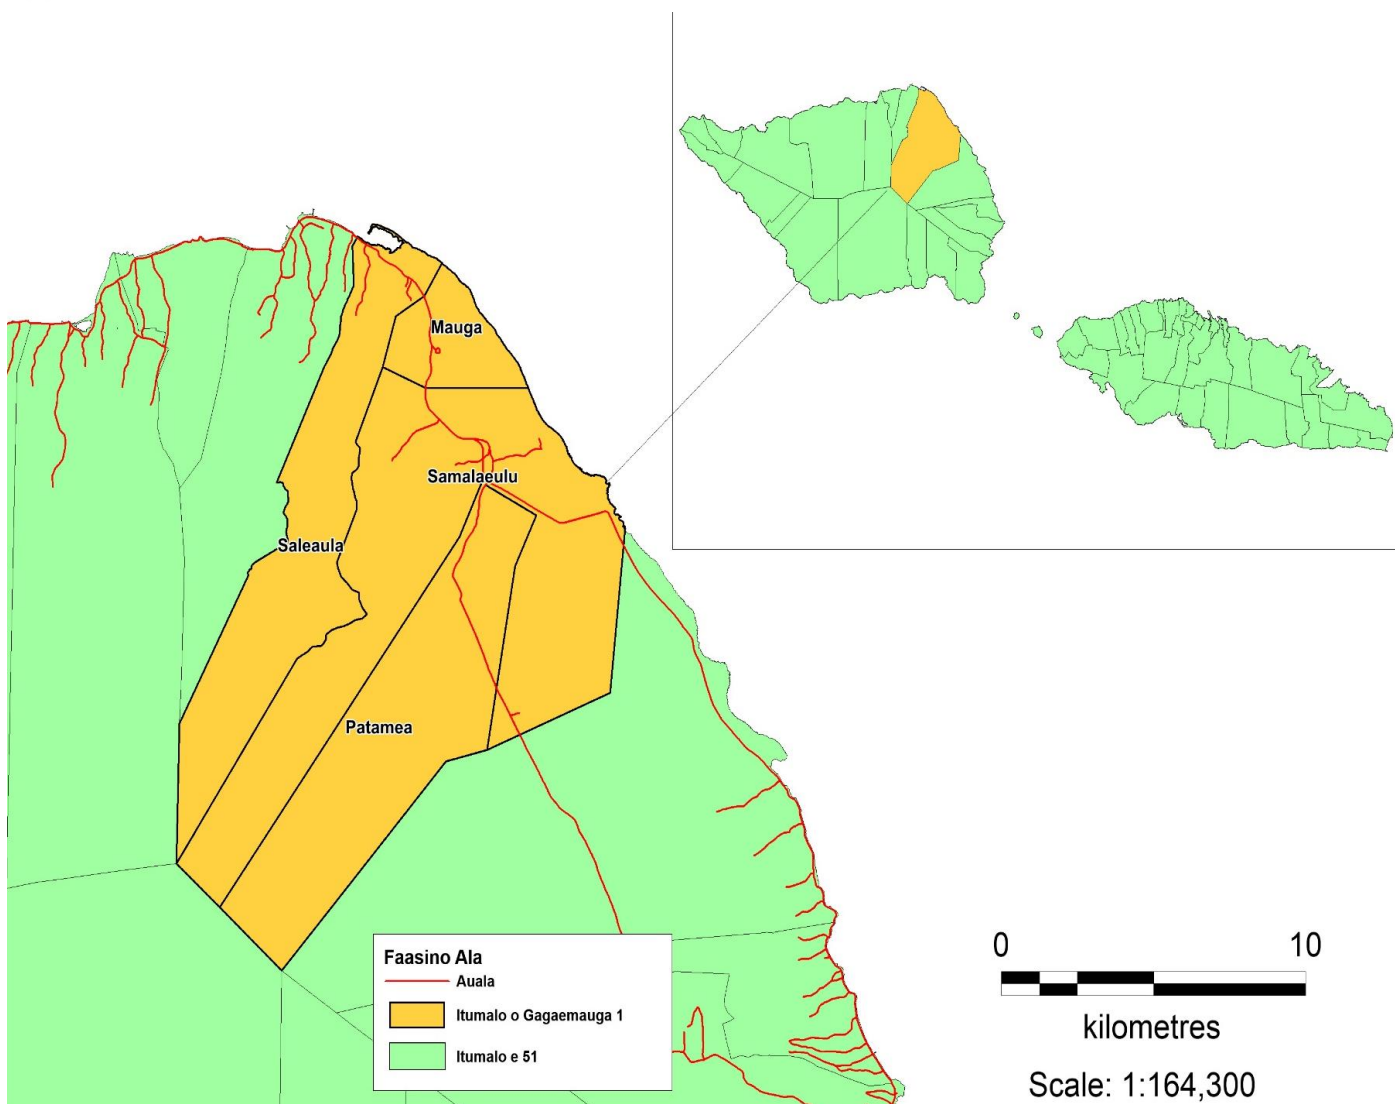 Mauga
Samalaeulu
Saleaula
Patamea
Faasino Ala
Auala
Itumalo o Gagaemauga 1
Itumalo e 51
0 10
kilometres
Scale: 1:164,300